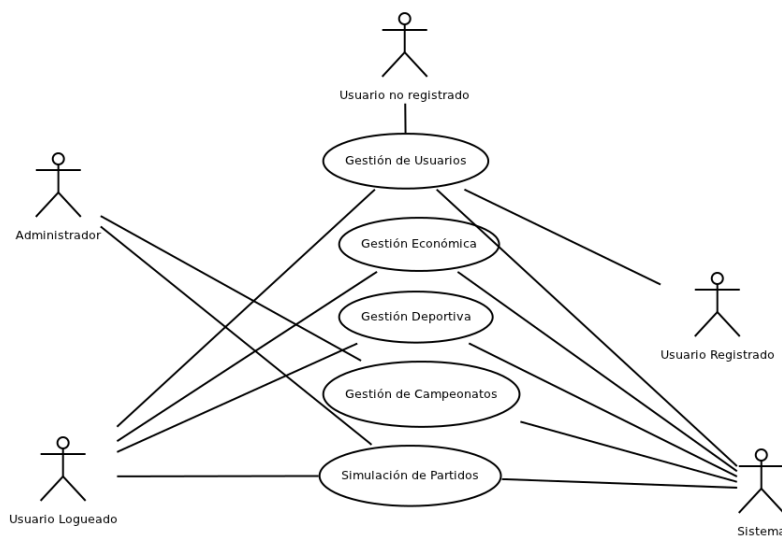 Usuario no registrado
Gestión de Usuarios
Administrador
Gestión Económica
Gestión Deportiva
Usuario Registrado
Gestión de Campeonatos
Simulación de Partidos
Usuario Logueado
Sistema